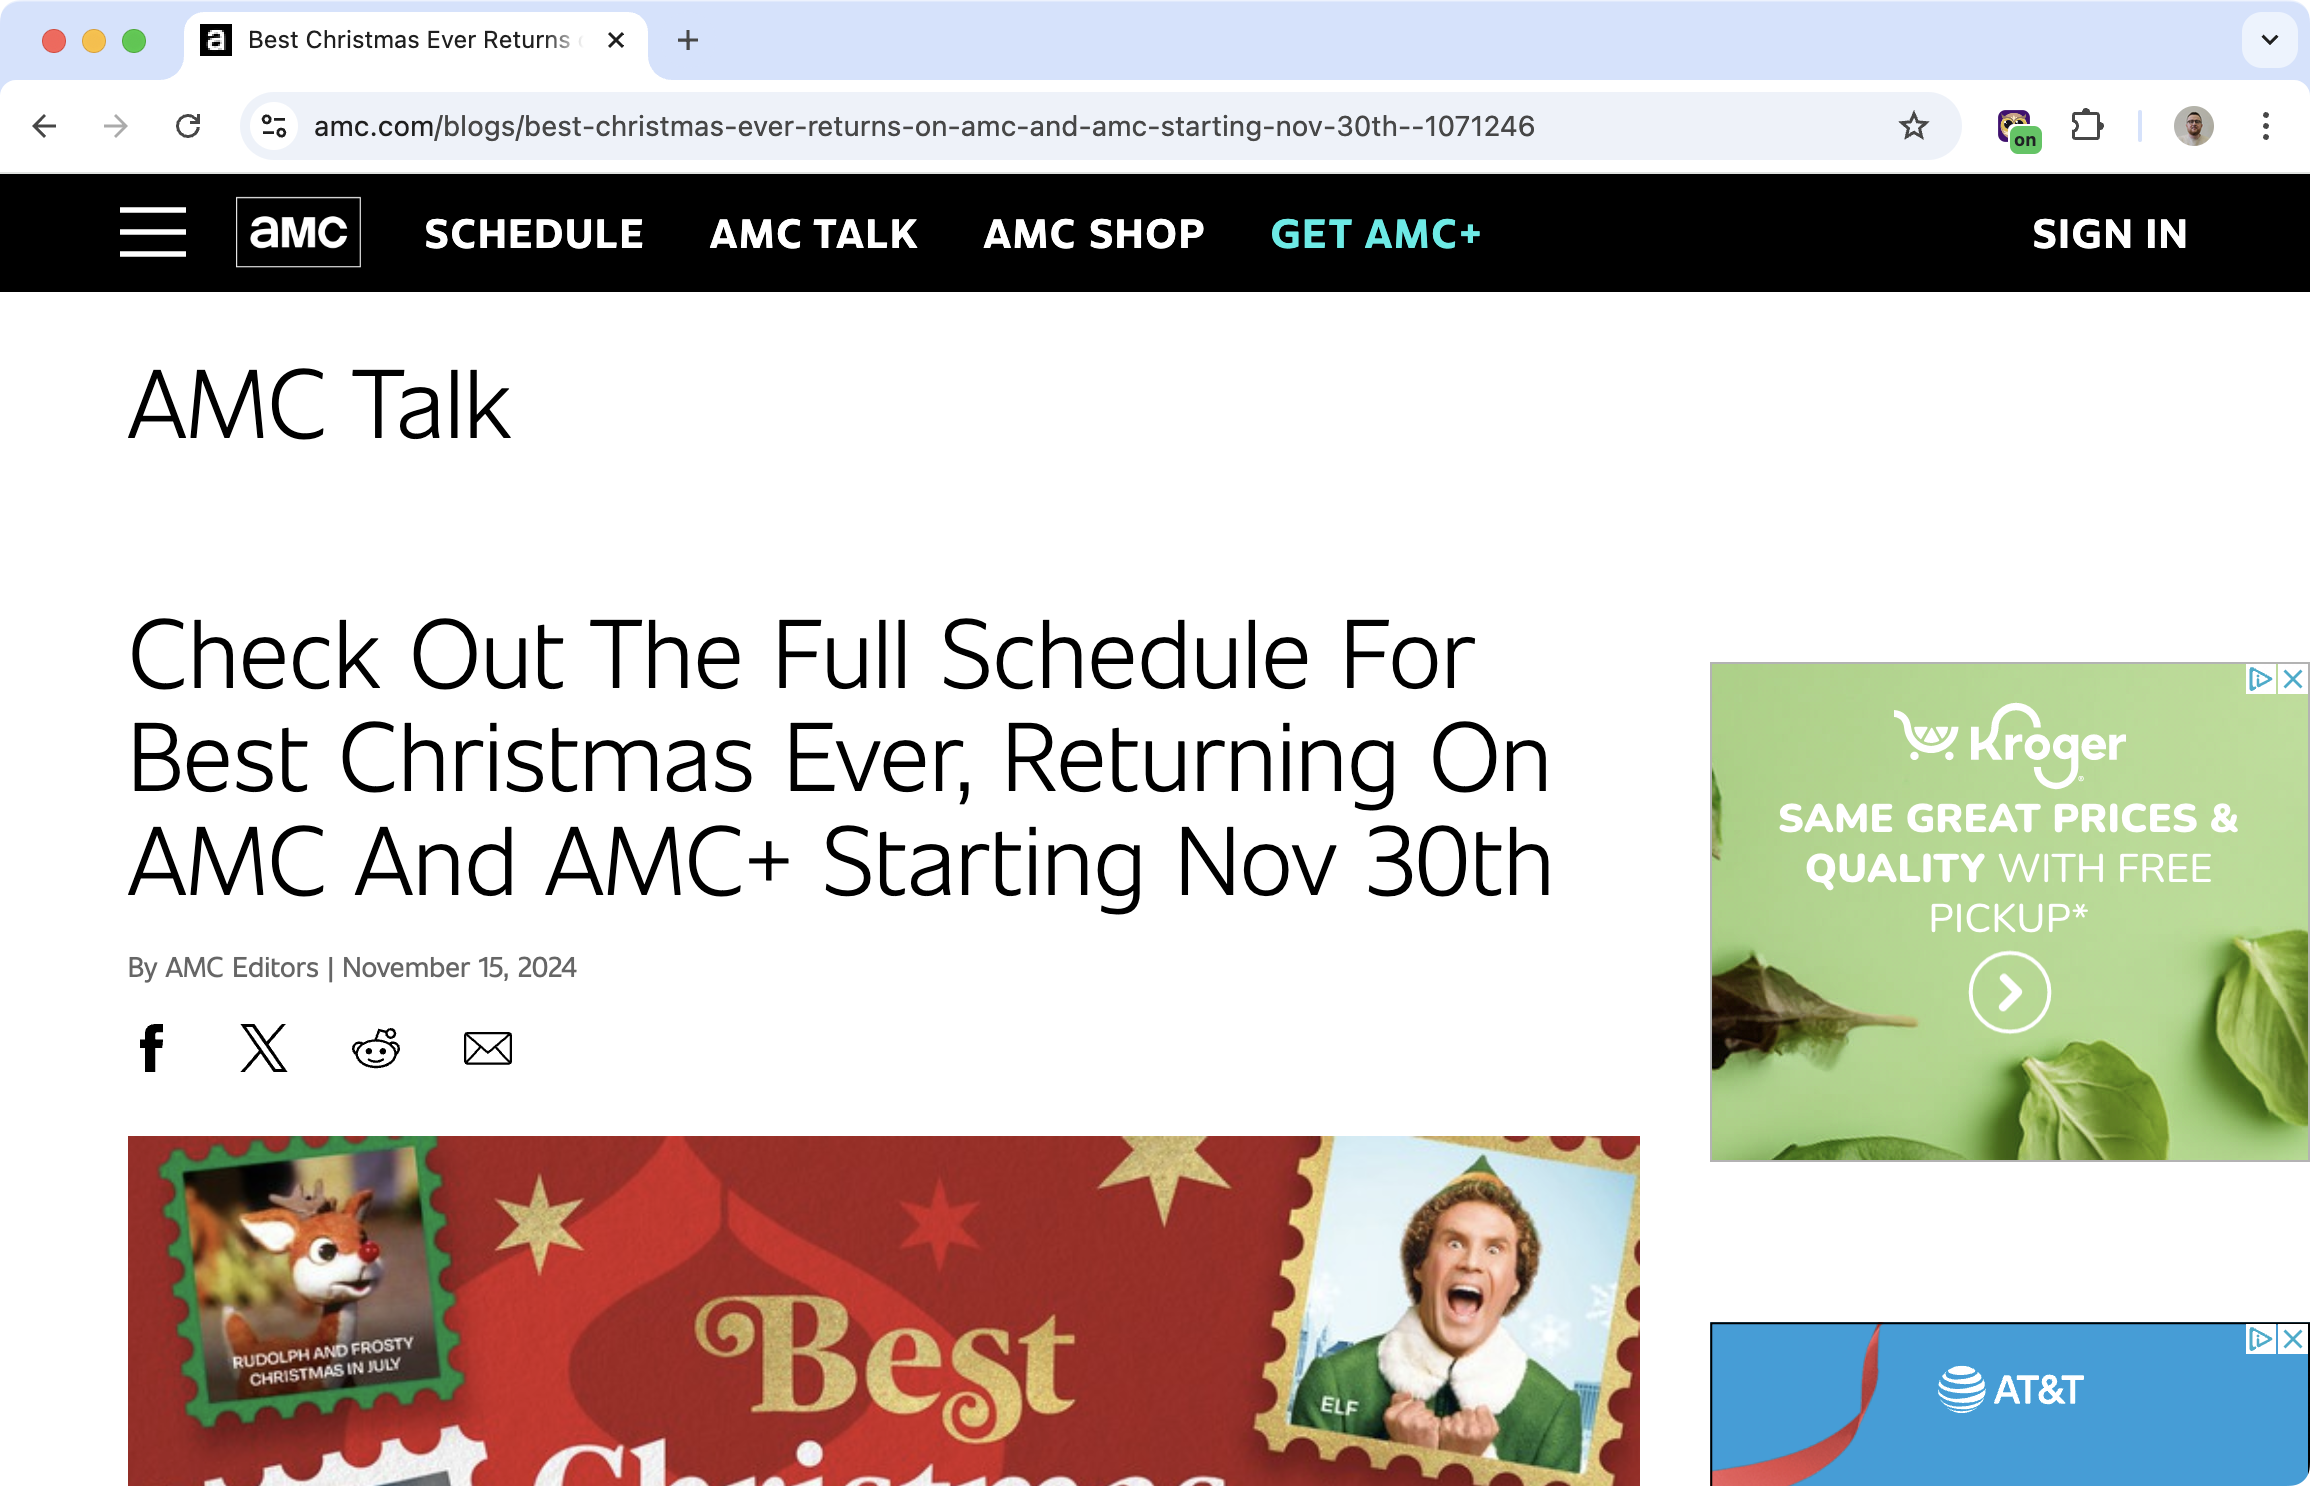 Best Christmas Ever Returns
amc.com/blogs/best-christmas-ever-returns-on-amc-and-amc-starting-nov-30th--1071246
on
aMC
SCHEDULE
AMC TALK
AMC SHOP
GET AMC+
SIGN IN
AMC Talk
Check Out The Full Schedule For
Best Christmas Ever, Returning On
AMC And AMC+ Starting Nov 30th
By AMC Editors | November 15, 2024
RUDOLPH AND FROSTY
CHRISTMAS IN JULY
Best
Christmas
ELF
Kroger
SAME GREAT PRICES &
QUALITY WITH FREE
PICKUP*
AT&T